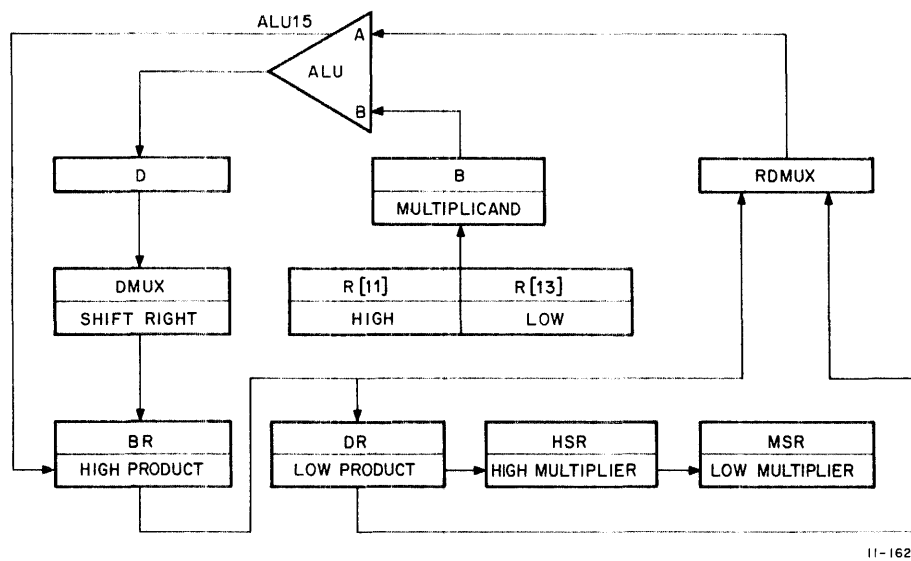 ALU15
A
ALU
B
D
B
MULTIPLICAND
RDMUX
DMUX
SHIFT RIGHT
R[11]
R[13]
HIGH
LOW
BR
HIGH PRODUCT
DR
LOW PRODUCT
HSR
HIGH MULTIPLIER
MSR
LOW MULTIPLIER
11-162